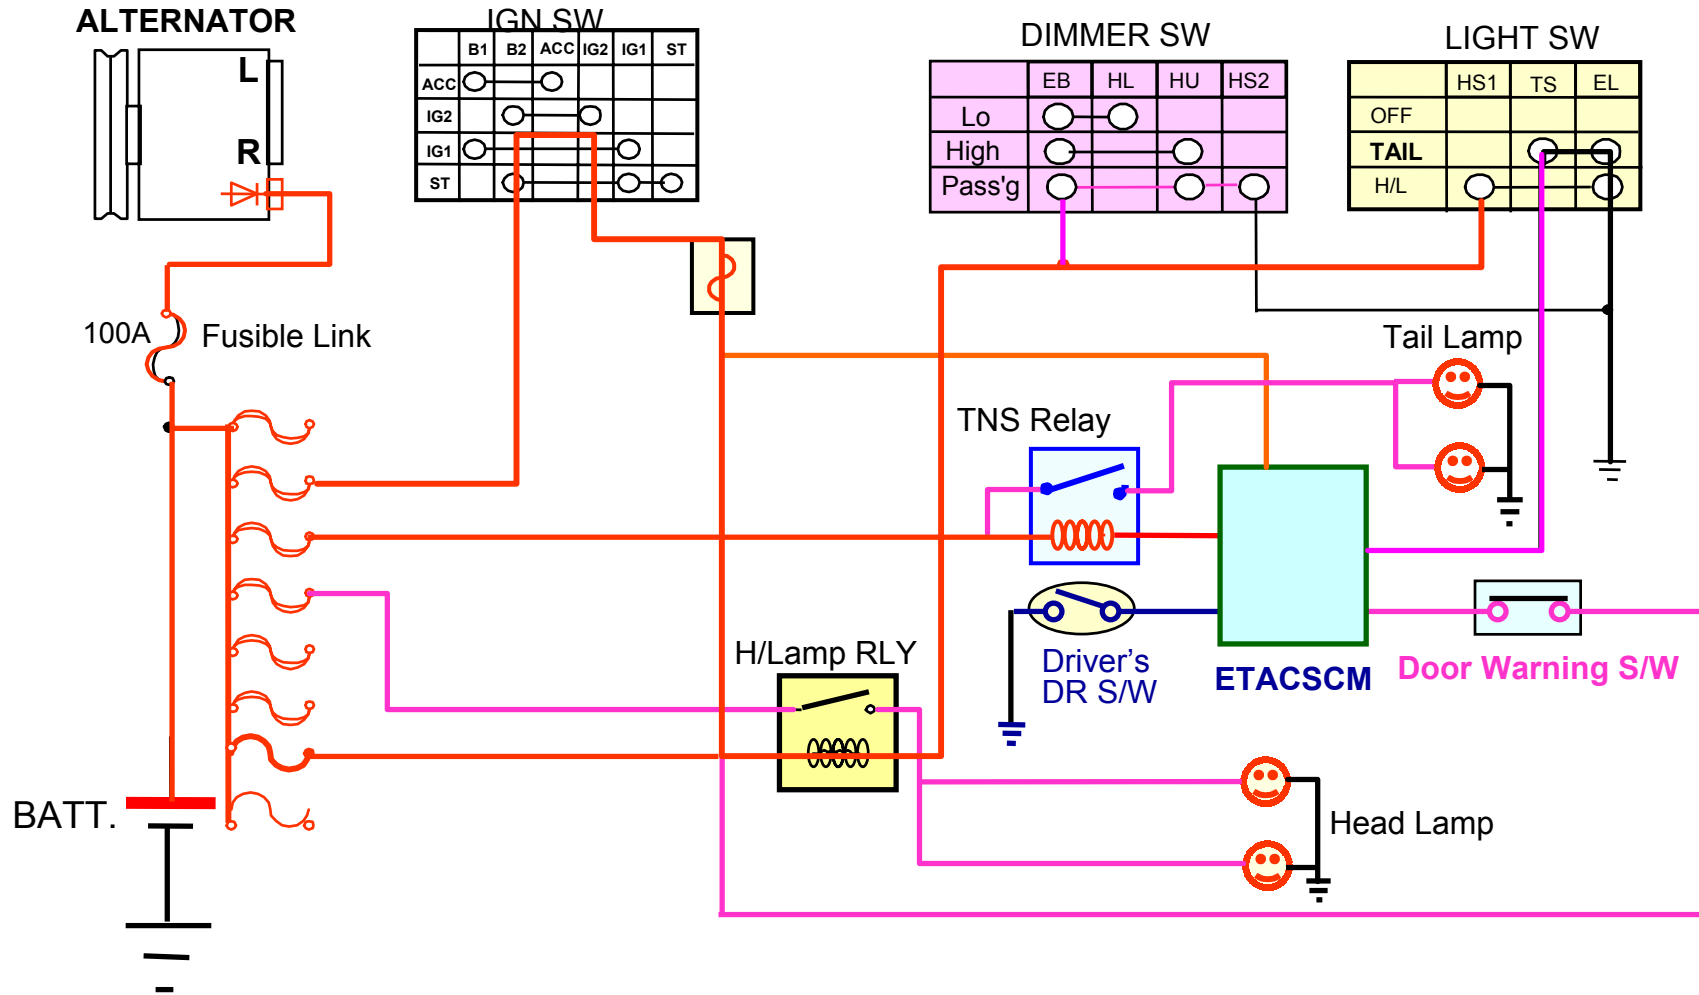 ALTERNATOR
L
R
IGN SW
B1 B2 ACC IG2 IG1 ST
ACC
IG2
IG1
ST
DIMMER SW
EB HL HU HS2
Lo
High
Pass'g
LIGHT SW
HS1 TS EL
OFF
TAIL
H/L
100A Fusible Link
Tail Lamp
TNS Relay
H/Lamp RLY
Driver’s
DR S/W
ETACSCM
Door Warning S/W
BATT.
Head Lamp